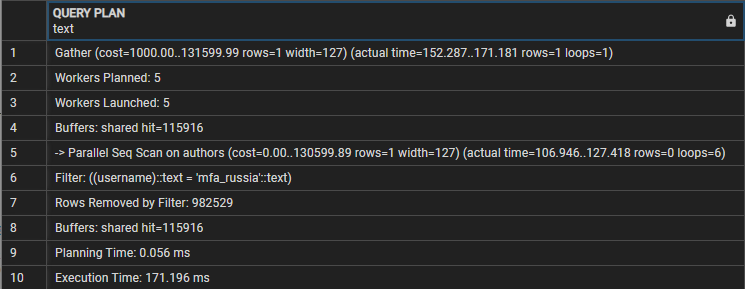 QUERY PLAN
text
1 Gather (cost=1000.00..131599.99 rows=1 width=127) (actual time=152.287..171.181 rows=1 loops=1)
2 Workers Planned: 5
3 Workers Launched: 5
4 Buffers: shared hit=115916
5 -> Parallel Seq Scan on authors (cost=0.00..130599.89 rows=1 width=127) (actual time=106.946..127.418 rows=0 loops=6)
6 Filter: ((username)::text = 'mfa_russia'::text)
7 Rows Removed by Filter: 982529
8 Buffers: shared hit=115916
9 Planning Time: 0.056 ms
10 Execution Time: 171.196 ms